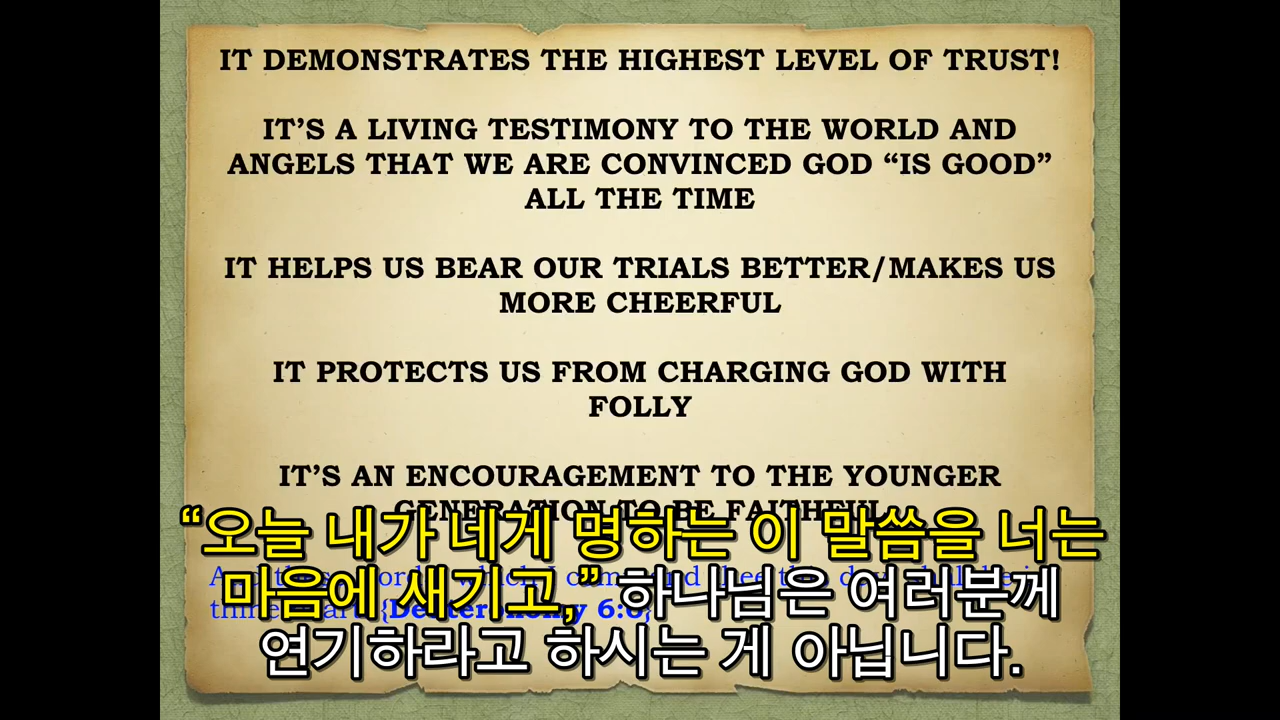 IT DEMONSTRATES THE HIGHEST LEVEL OF TRUST!
IT’S A LIVING TESTIMONY TO THE WORLD AND
ANGELS THAT WE ARE CONVINCED GOD “IS GOOD”
ALL THE TIME
IT HELPS US BEAR OUR TRIALS BETTER/MAKES US
MORE CHEERFUL
IT PROTECTS US FROM CHARGING GOD WITH
FOLLY
IT’S AN ENCOURAGEMENT TO THE YOUNGER
GENERATION TO BE FAITHFUL
{Deuteronomy 6:6}
“오늘 내가 네게 명하는 이 말씀을 너는
마음에 새기고,” 하나님은 여러분께
연기하라고 하시는 게 아닙니다.